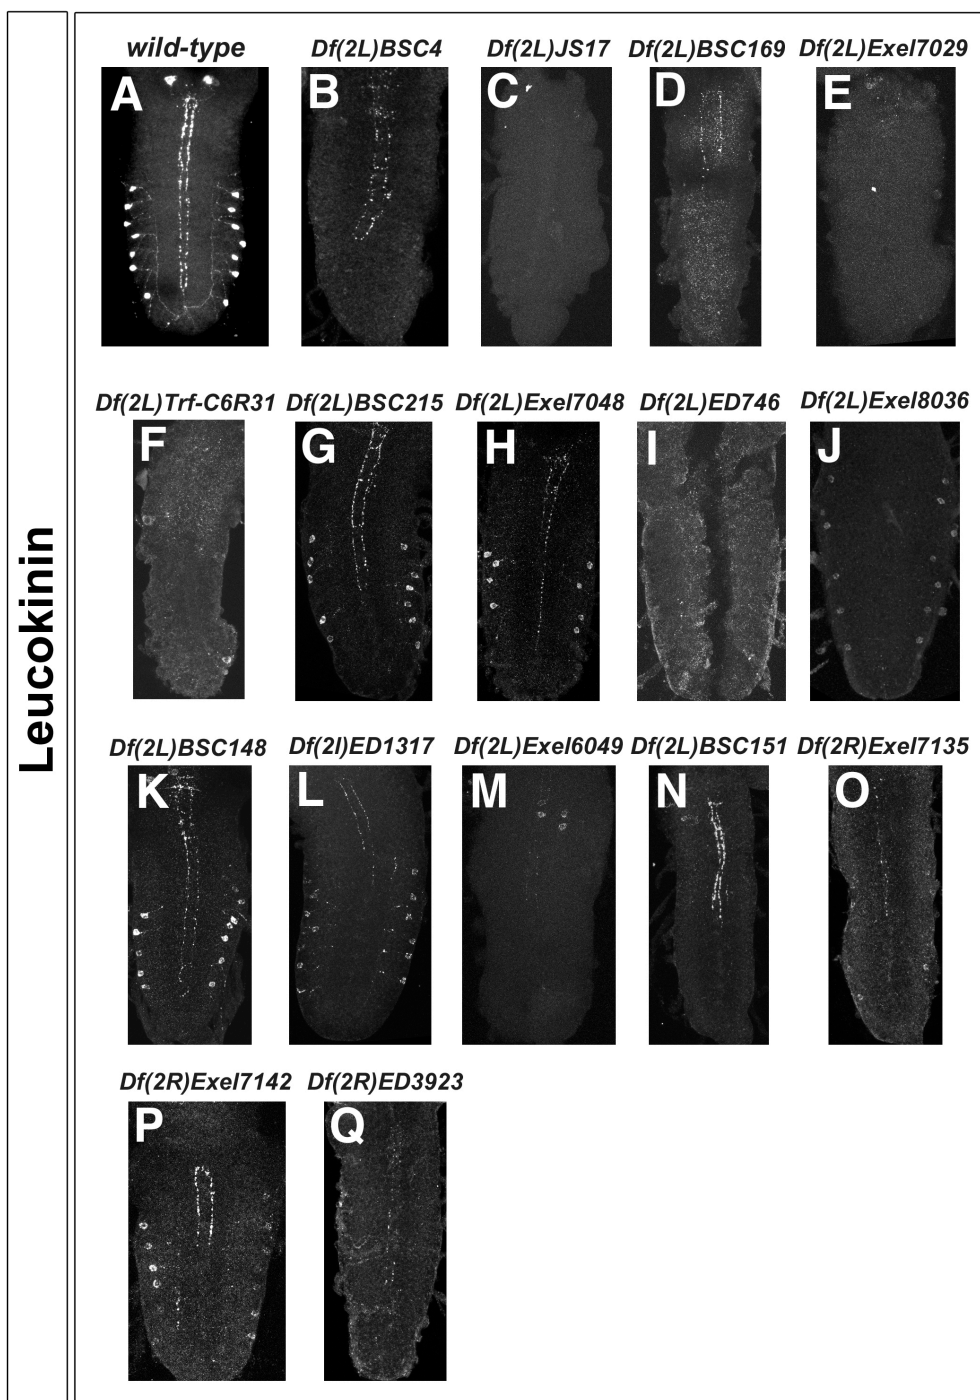 Leucokinin
wild-type Df(2L)BSC4 Df(2L)JS17 Df(2L)BSC169 Df(2L)Exel7029
A B C D E
Df(2L)Trf-C6R31 Df(2L)BSC215 Df(2L)Exel7048 Df(2L)ED746 Df(2L)Exel8036
F G H I J
Df(2L)BSC148 Df(2l)ED1317 Df(2L)Exel6049 Df(2L)BSC151 Df(2R)Exel7135
K L M N O
Df(2R)Exel7142 Df(2R)ED3923
P Q